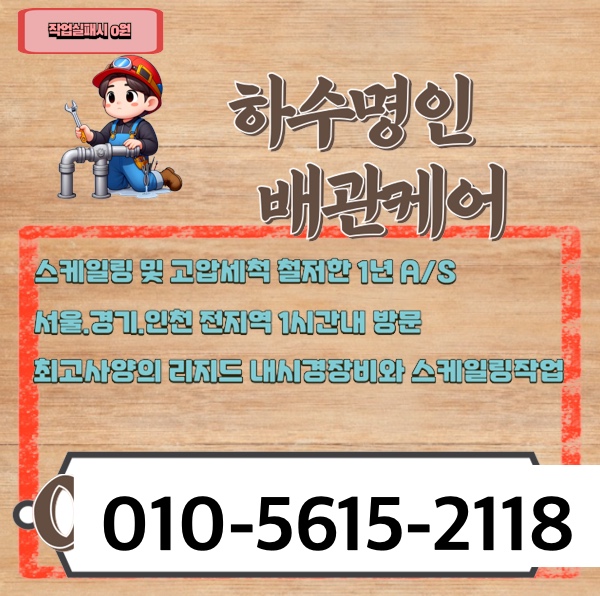 작업실패시 0원
하수명인
배관케어
스케일링 및 고압세척 철저한 1년 A/S
서울,경기,인천 전지역 1시간내 방문
최고사양의 리지드 내시경장비와 스케일링작업
010-5615-2118